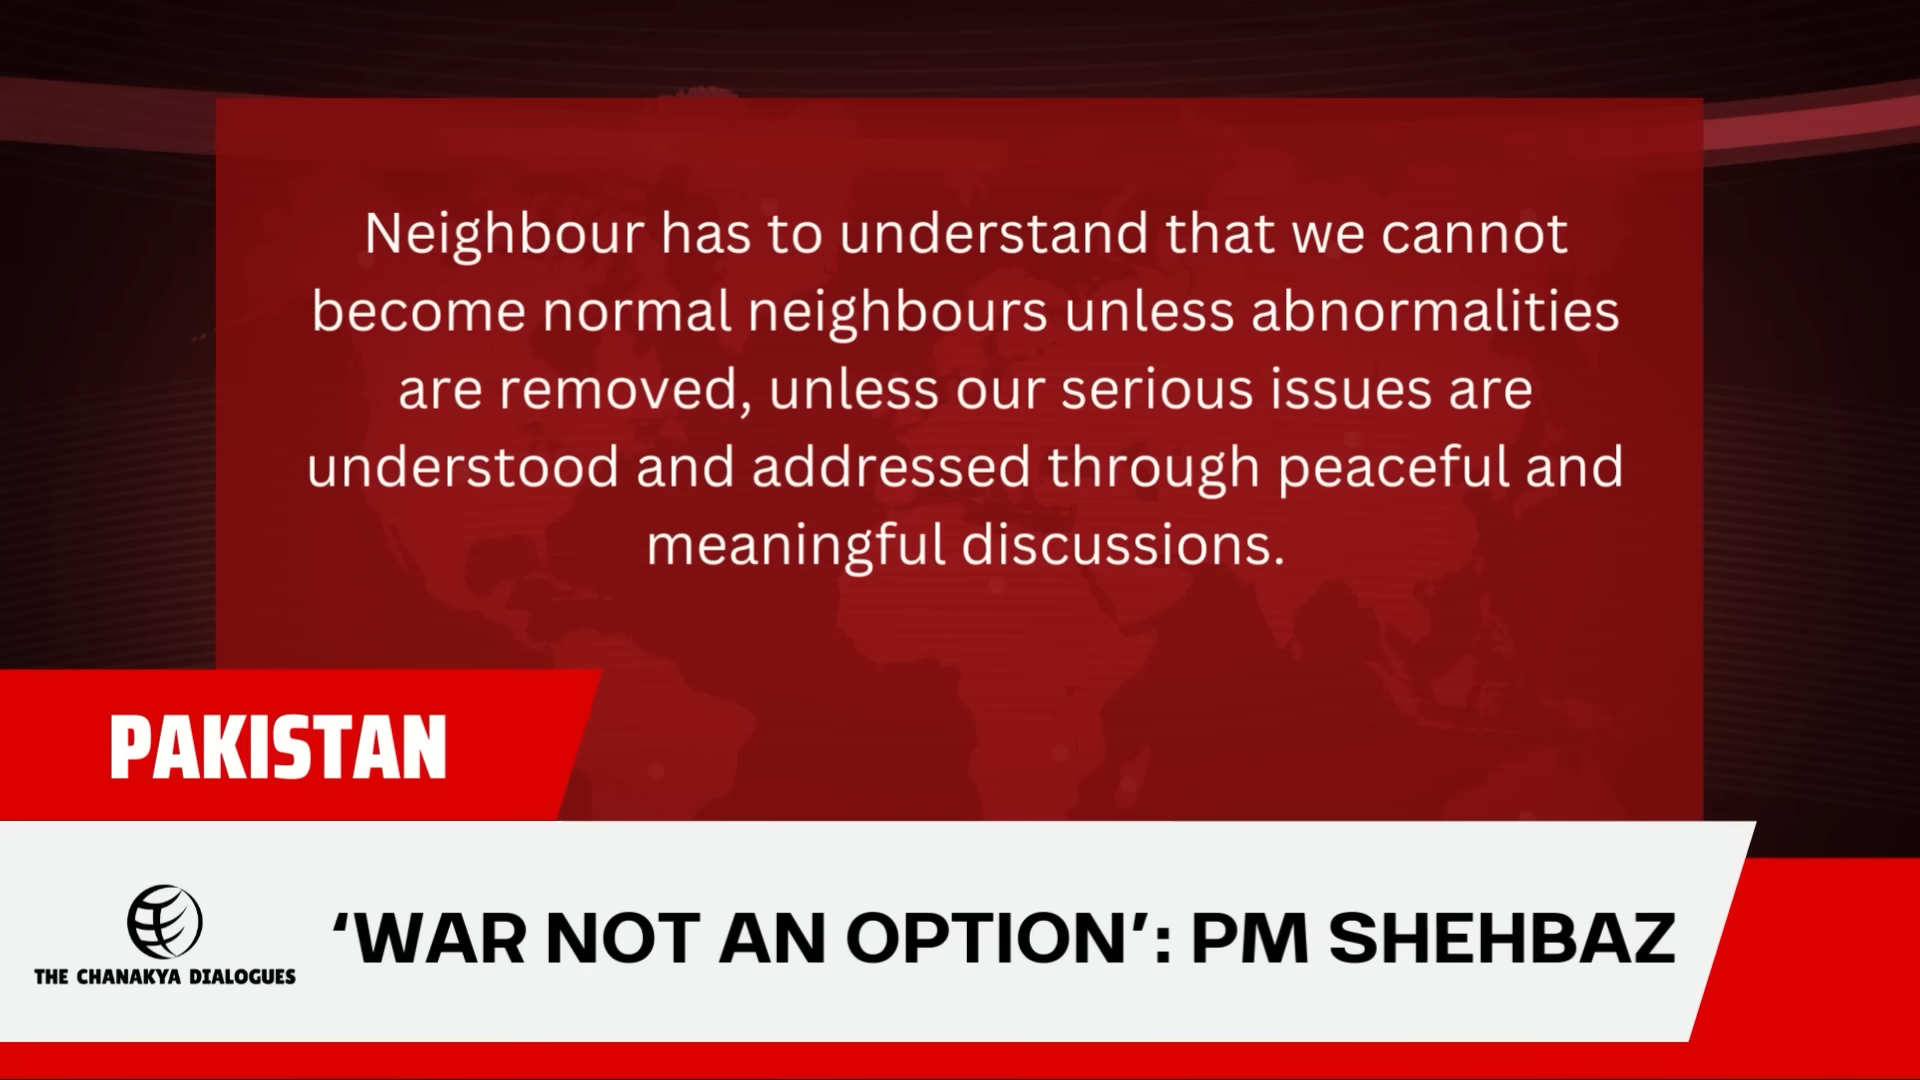 Neighbour has to understand that we cannot
become normal neighbours unless abnormalities
are removed, unless our serious issues are
understood and addressed through peaceful and
meaningful discussions.
PAKISTAN
THE CHANAKYA DIALOGUES
‘WAR NOT AN OPTION’: PM SHEHBAZ